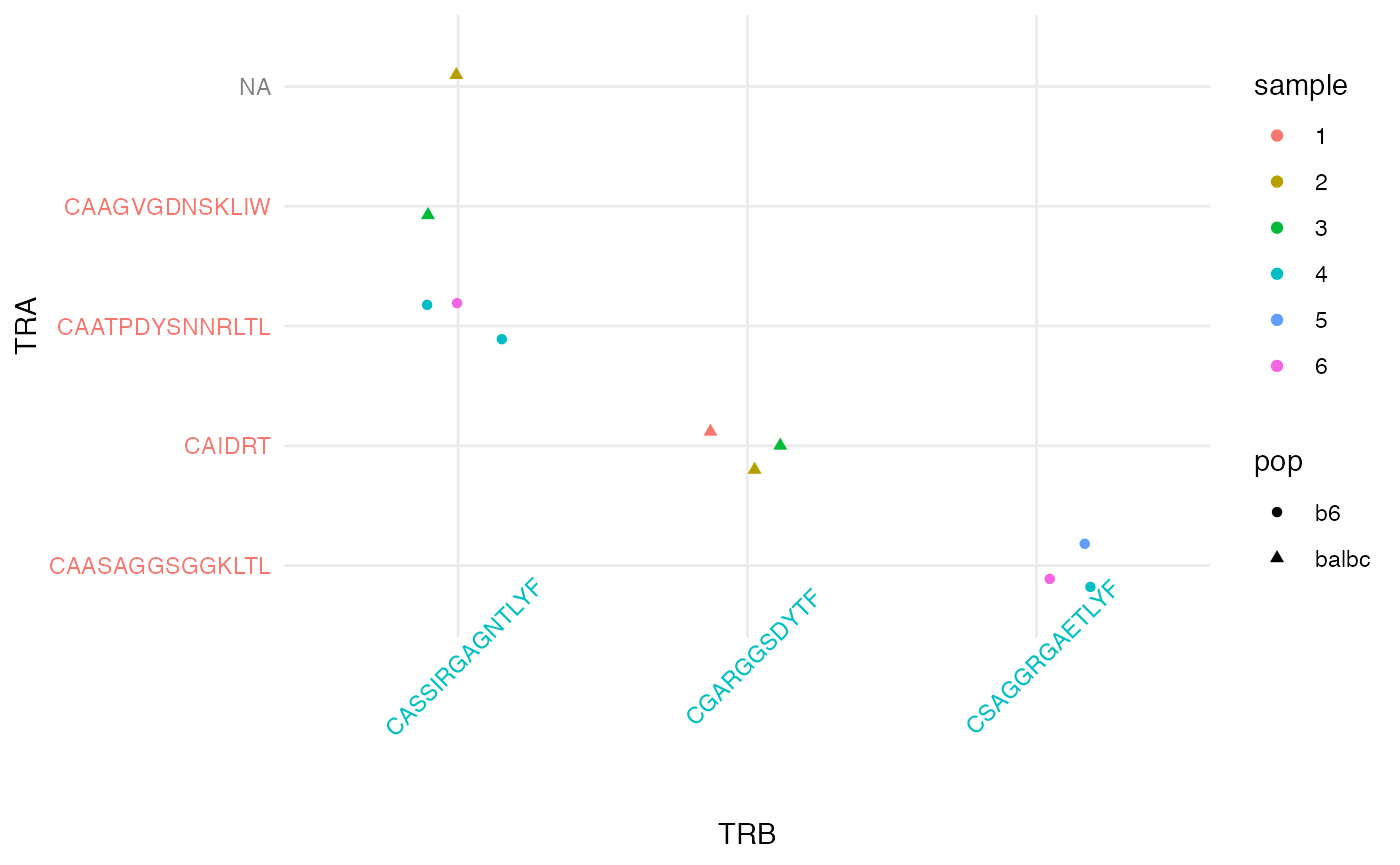 NA
CAAGVGDNSKLIW
CAATPDYSNNRLTL
CAIDRT
CAASAGGSGGKLTL
TRA
CASSIRGAGNTLYF
CGARGGSDYTF
CSAGGRGAETLYF
TRB
sample
1
2
3
4
5
6
pop
b6
balbc